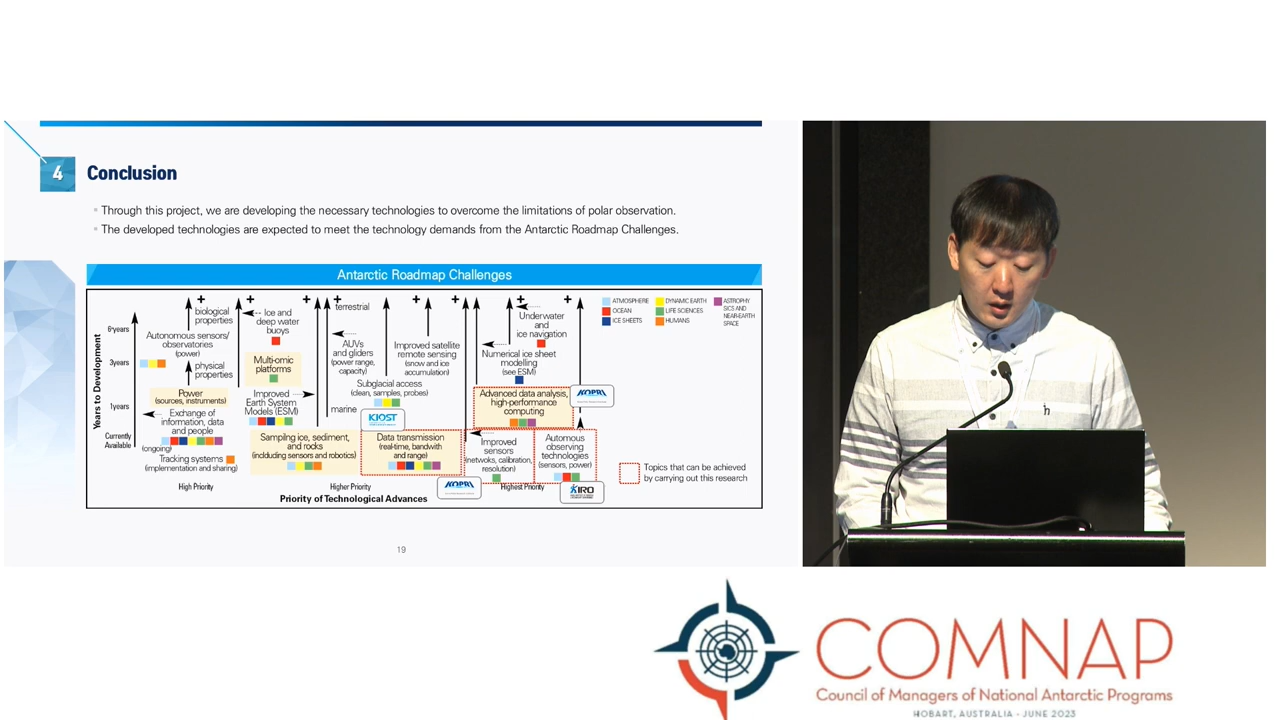 4
Conclusion
Through this project, we are developing the necessary technologies to overcome the limitations of polar observation.
The developed technologies are expected to meet the technology demands from the Antarctic Roadmap Challenges.
Antarctic Roadmap Challenges
Years to Development
6+years
3years
1years
Currently
Available
+
biological
properties
Autonomous sensors/
observatories
(power)
physical
properties
Power
(sources, instruments)
Exchange of
information, data
and people
(ongoing)
Tracking systems
(implementation and sharing)
High Priority
+
Ice and
deep water
buoys
Multi-omic
platforms
Improved
Earth System
Models (ESM)
Sampling ice, sediment,
and rocks
(inclduing sensors and robotics)
Higher Priority
+
terrestrial
AUVs
and gliders
(power range,
capacity)
marine
+
Subglacial access
(clean, samples, probes)
KIOST
Data transmission
(real-time, bandwith
and range)
KOPRI
+
Improved satellite
remote sensing
(snow and ice
accumulation)
+
Underwater
and
ice navigation
Numerical ice sheet
modelling
(see ESM)
Advanced data analysis,
high-performance
computing
KOPRI
Improved
sensors
(networks, calibration,
resolution)
+
Automous
observing
technologies
(sensors, power)
KIRO
Highest Priority
Priority of Technological Advances
ATMOSPHERE
OCEAN
ICE SHEETS
DYNAMIC EARTH
LIFE SCIENCES
HUMANS
ASTROPHY
SICS AND
NEAR-EARTH
SPACE
Topics that can be achieved
by carrying out this research
19
COMNAP
Council of Managers of National Antarctic Programs
HOBART, AUSTRALIA - JUNE 2023